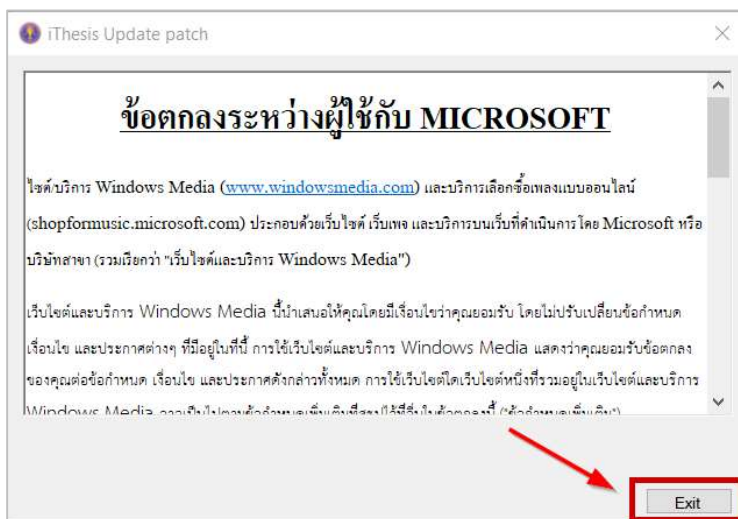 iThesis Update patch
ข้อตกลงระหว่างผู้ใช้กับ MICROSOFT
ไซต์/บริการ Windows Media (www.windowsmedia.com) และบริการเลือกซื้อเพลงแบบออนไลน์
(shopformusic.microsoft.com) ประกอบด้วยเว็บไซต์ เว็บเพจ และบริการบนเว็บที่ดำเนินการโดย Microsoft หรือ
บริษัทสาขา (รวมเรียกว่า "เว็บไซต์และบริการ Windows Media")
เว็บไซต์และบริการ Windows Media นี้นำเสนอให้คุณโดยมีเงื่อนไขว่าคุณยอมรับ โดยไม่ปรับเปลี่ยนข้อกำหนด
เงื่อนไข และประกาศต่างๆ ที่มีอยู่ในที่นี้ การใช้เว็บไซต์และบริการ Windows Media แสดงว่าคุณยอมรับข้อตกลง
ของคุณต่อข้อกำหนด เงื่อนไข และประกาศดังกล่าวทั้งหมด การใช้เว็บไซต์ใดเว็บไซต์หนึ่งที่รวมอยู่ในเว็บไซต์และบริการ
Windows Media
Exit